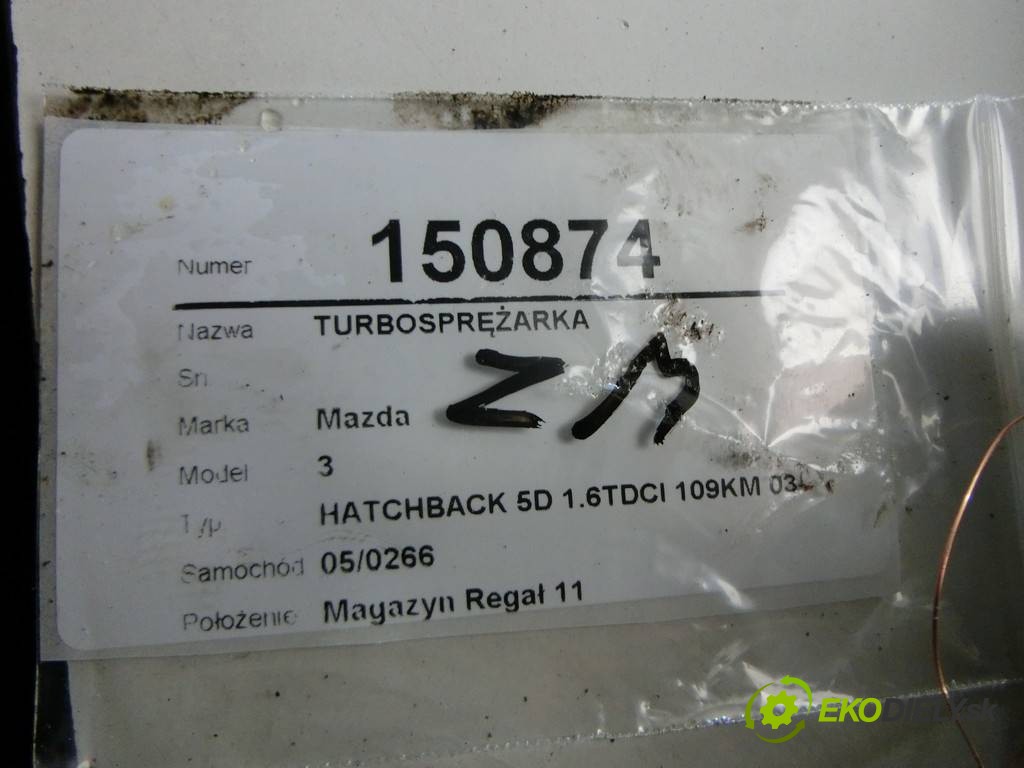 Numer 150874
Nazwa TURBOSPRĘŻARKA
Sn
ZM
Marka Mazda
Model 3
Typ HATCHBACK 5D 1.6TDCI 109KM 03-
Samochód 05/0266
Położenie Magazyn Regał 11
EKODIELY.sk